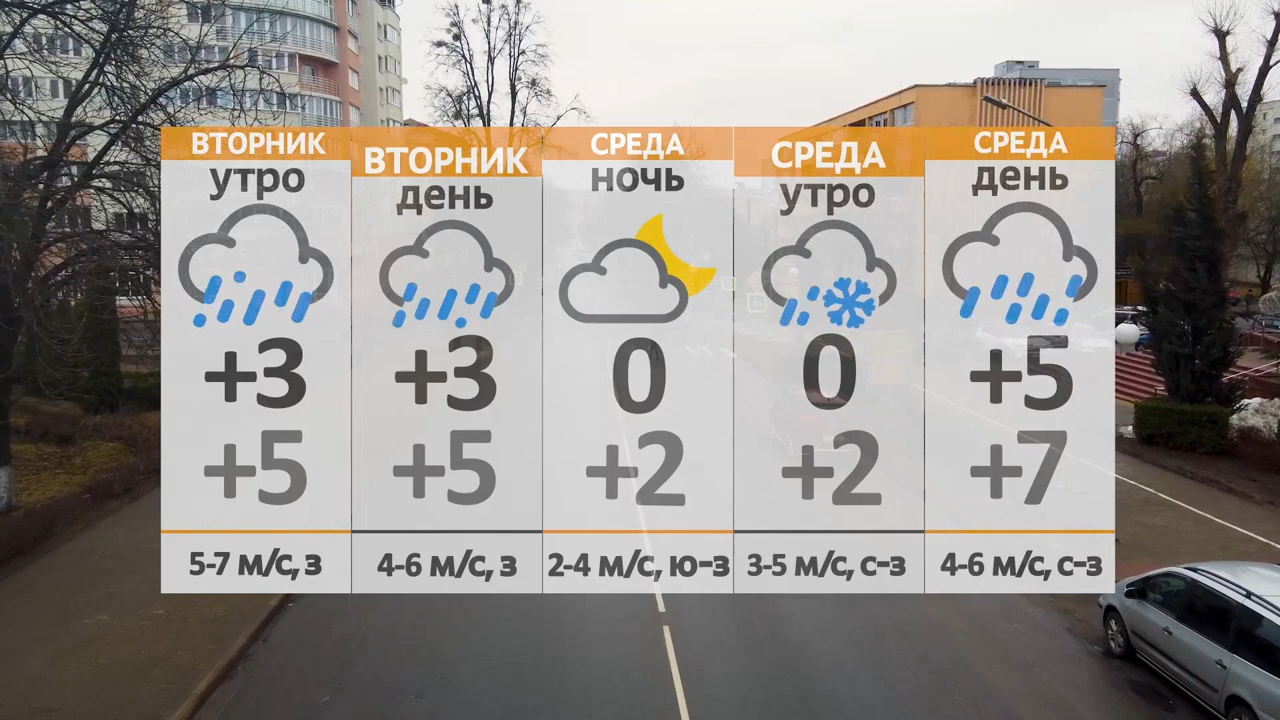 ВТОРНИК
утро
+3
+5
5-7 м/с, з
ВТОРНИК
день
+3
+5
4-6 м/с, з
СРЕДА
ночь
0
+2
2-4 м/с, ю-з
СРЕДА
утро
0
+2
3-5 м/с, с-з
СРЕДА
день
+5
+7
4-6 м/с, с-з